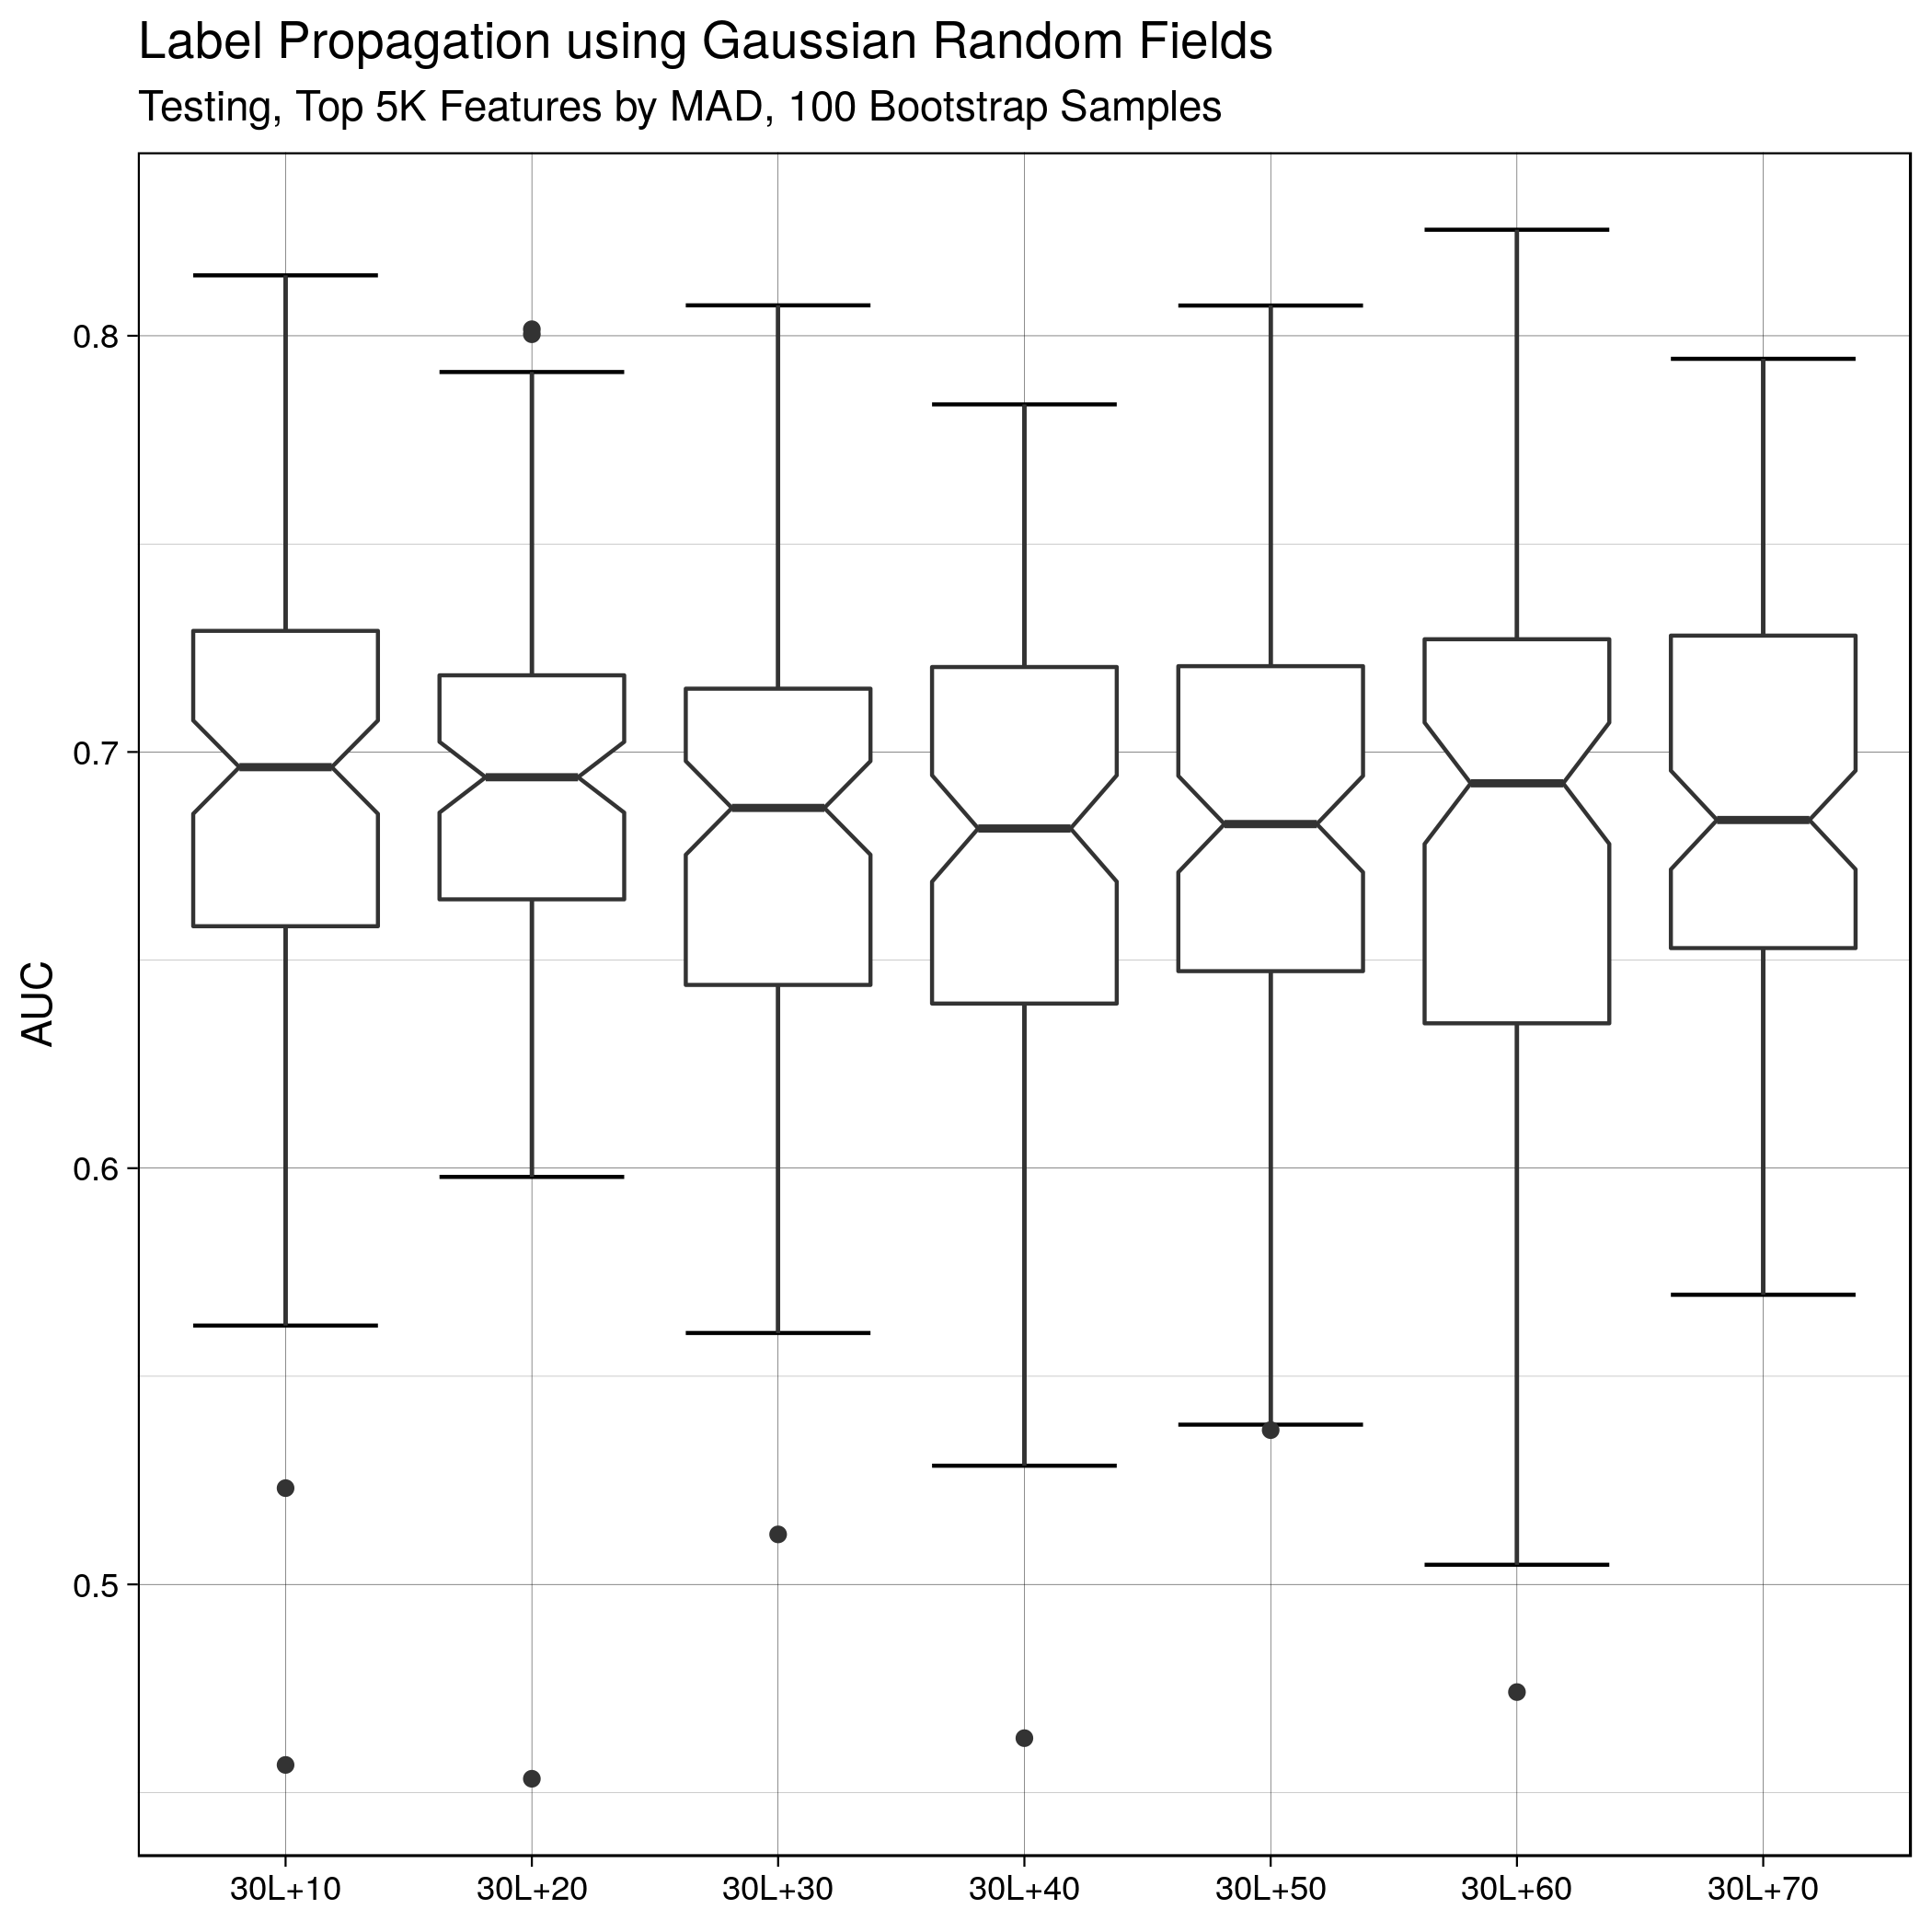 Label Propagation using Gaussian Random Fields
Testing, Top 5K Features by MAD, 100 Bootstrap Samples
AUC
0.8
0.7
0.6
0.5
30L+10 30L+20 30L+30 30L+40 30L+50 30L+60 30L+70